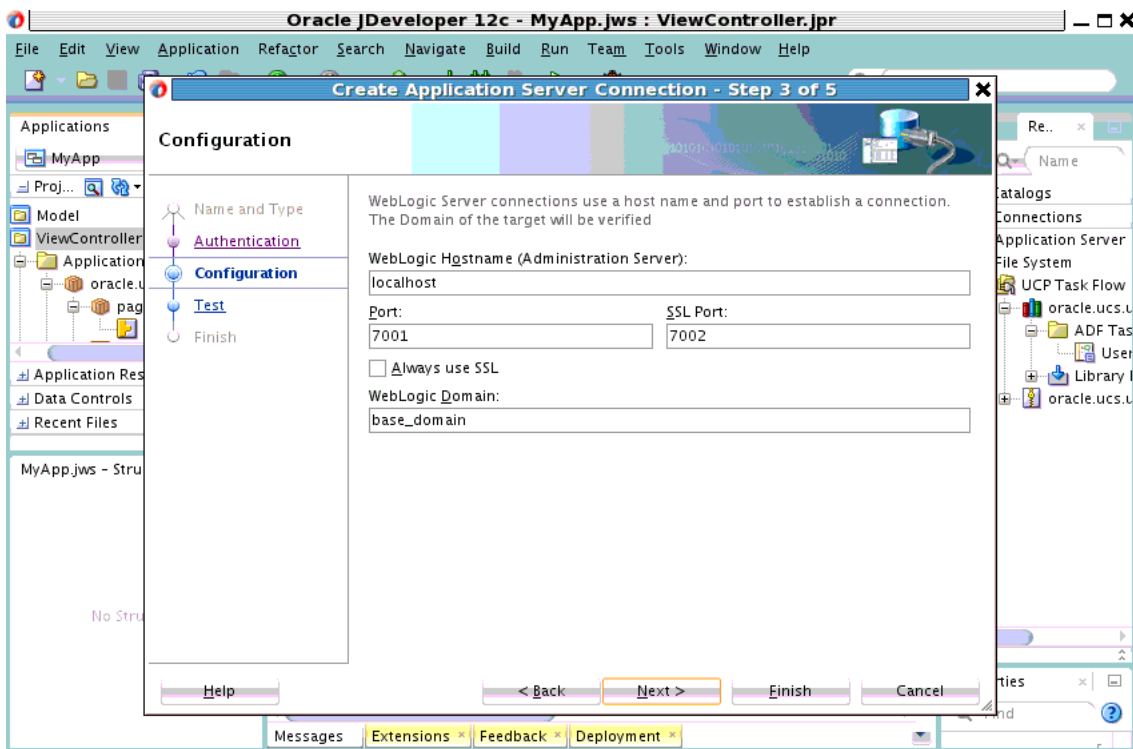 Oracle JDeveloper 12c - MyApp.jws : ViewController.jpr
File Edit View Application Refactor Search Navigate Build Run Team Tools Window Help
Create Application Server Connection - Step 3 of 5
Applications
MyApp
Proj...
Model
ViewController
Application
oracle.u
pag
Application Res
Data Controls
Recent Files
MyApp.jws - Stru
No Stru
Configuration
Name and Type
Authentication
Configuration
Test
Finish
WebLogic Server connections use a host name and port to establish a connection.
The Domain of the target will be verified
WebLogic Hostname (Administration Server):
localhost
Port: SSL Port:
7001 7002
Always use SSL
WebLogic Domain:
base_domain
Help < Back Next > Finish Cancel
Re..
Name
atalogs
Connections
Application Server
File System
UCP Task Flow
oracle.ucs.u
ADF Tas
User
Library
oracle.ucs.u
rties
nd
Messages Extensions Feedback Deployment